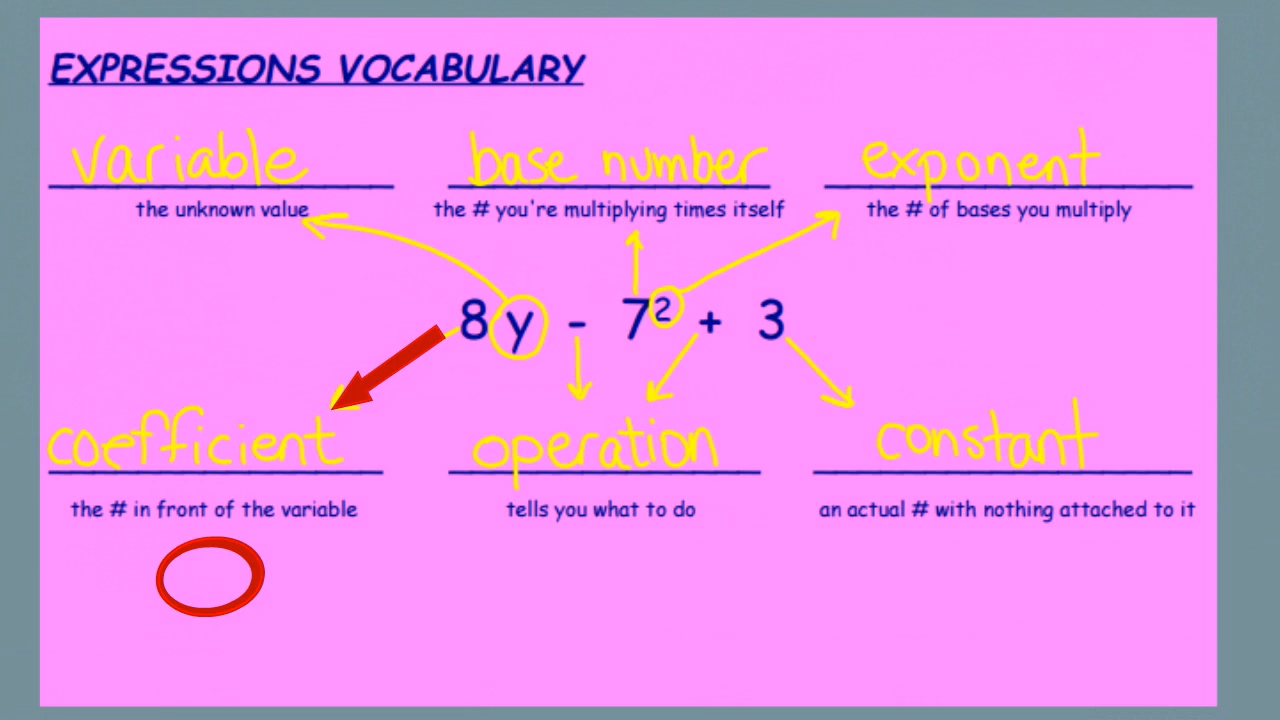 EXPRESSIONS VOCABULARY
variable base number exponent
the unknown value the # you're multiplying times itself the # of bases you multiply
8y - 7² + 3
coefficient operation constant
the # in front of the variable tells you what to do an actual # with nothing attached to it